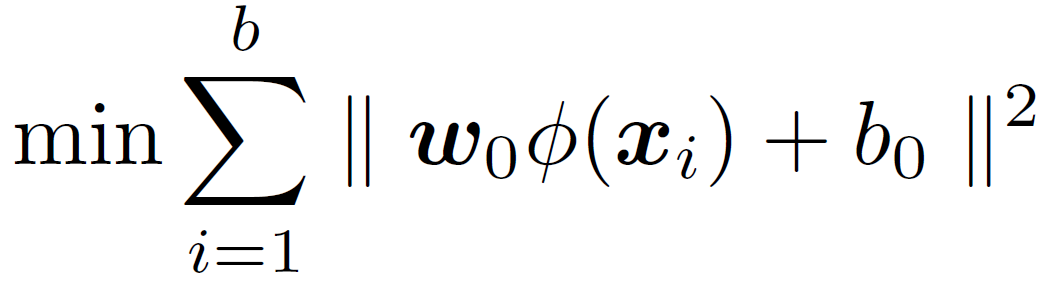 min ∑_{i=1}^{b} ‖ 𝒘₀ϕ(𝒙ᵢ) + b₀ ‖²